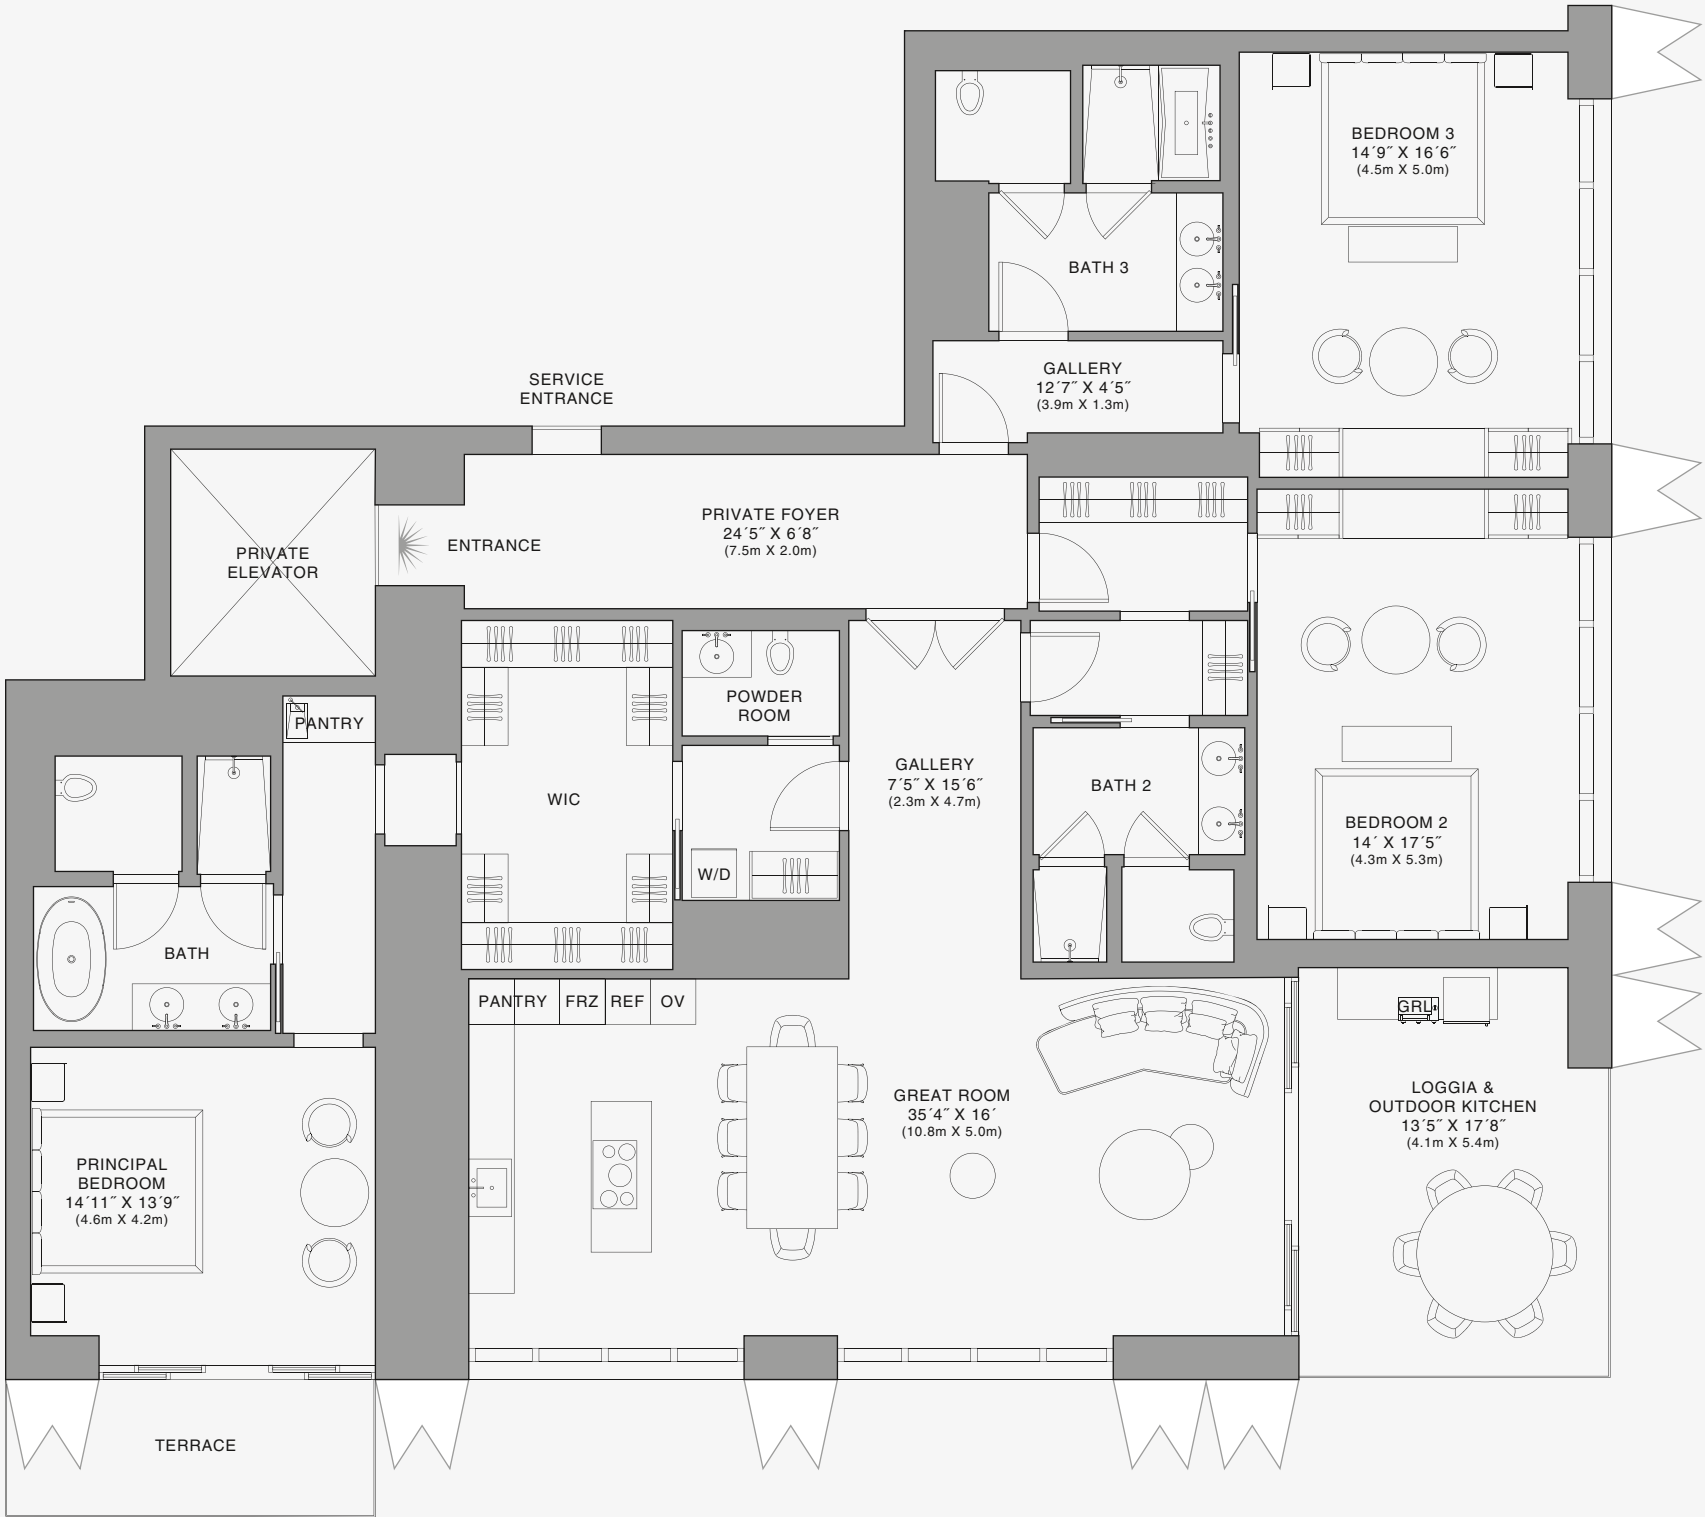 BEDROOM 3
14´9˝ X 16´6˝
(4.5m X 5.0m)
BATH 3
GALLERY
12´7˝ X 4´5˝
(3.9m X 1.3m)
SERVICE
ENTRANCE
PRIVATE FOYER
24´5˝ X 6´8˝
(7.5m X 2.0m)
ENTRANCE
PRIVATE
ELEVATOR
POWDER
ROOM
PANTRY
GALLERY
7´5˝ X 15´6˝
(2.3m X 4.7m)
BATH 2
WIC
BEDROOM 2
14´ X 17´5˝
(4.3m X 5.3m)
W/D
BATH
PANTRY
FRZ
REF
OV
GRL
GREAT ROOM
35´4˝ X 16´
(10.8m X 5.0m)
LOGGIA &
OUTDOOR KITCHEN
13´5˝ X 17´8˝
(4.1m X 5.4m)
PRINCIPAL
BEDROOM
14´11˝ X 13´9˝
(4.6m X 4.2m)
TERRACE